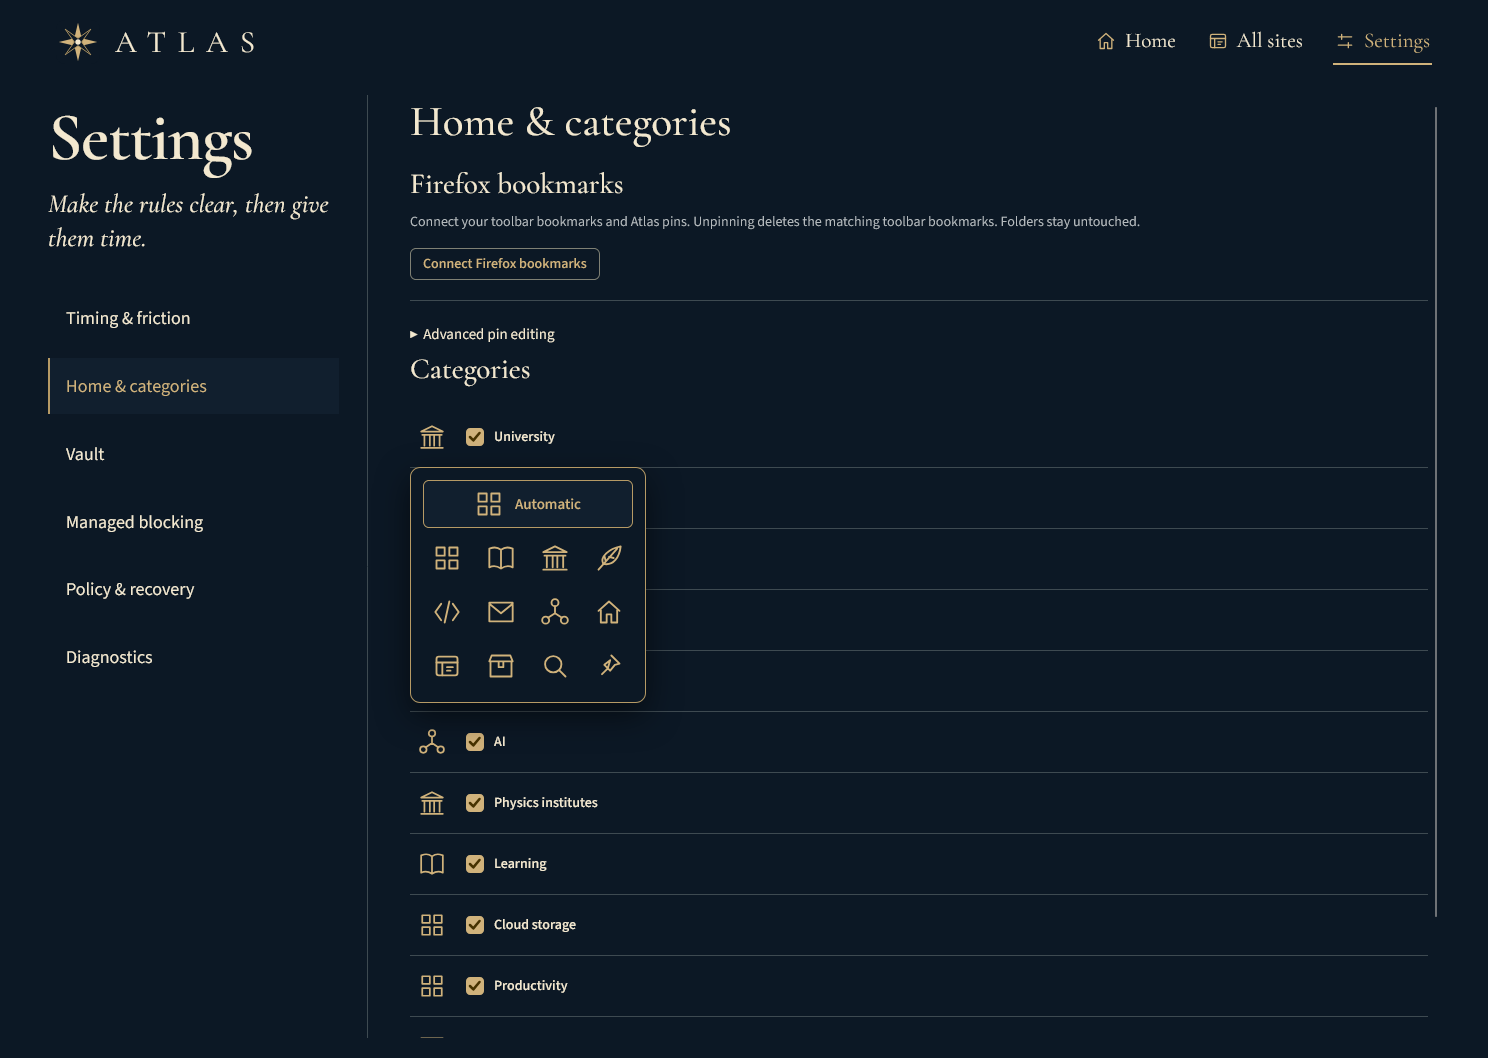 ATLAS
Home
All sites
Settings
Settings
Make the rules clear, then give
them time.
Timing & friction
Home & categories
Vault
Managed blocking
Policy & recovery
Diagnostics
Home & categories
Firefox bookmarks
Connect your toolbar bookmarks and Atlas pins. Unpinning deletes the matching toolbar bookmarks. Folders stay untouched.
Connect Firefox bookmarks
Advanced pin editing
Categories
University
Automatic
AI
Physics institutes
Learning
Cloud storage
Productivity